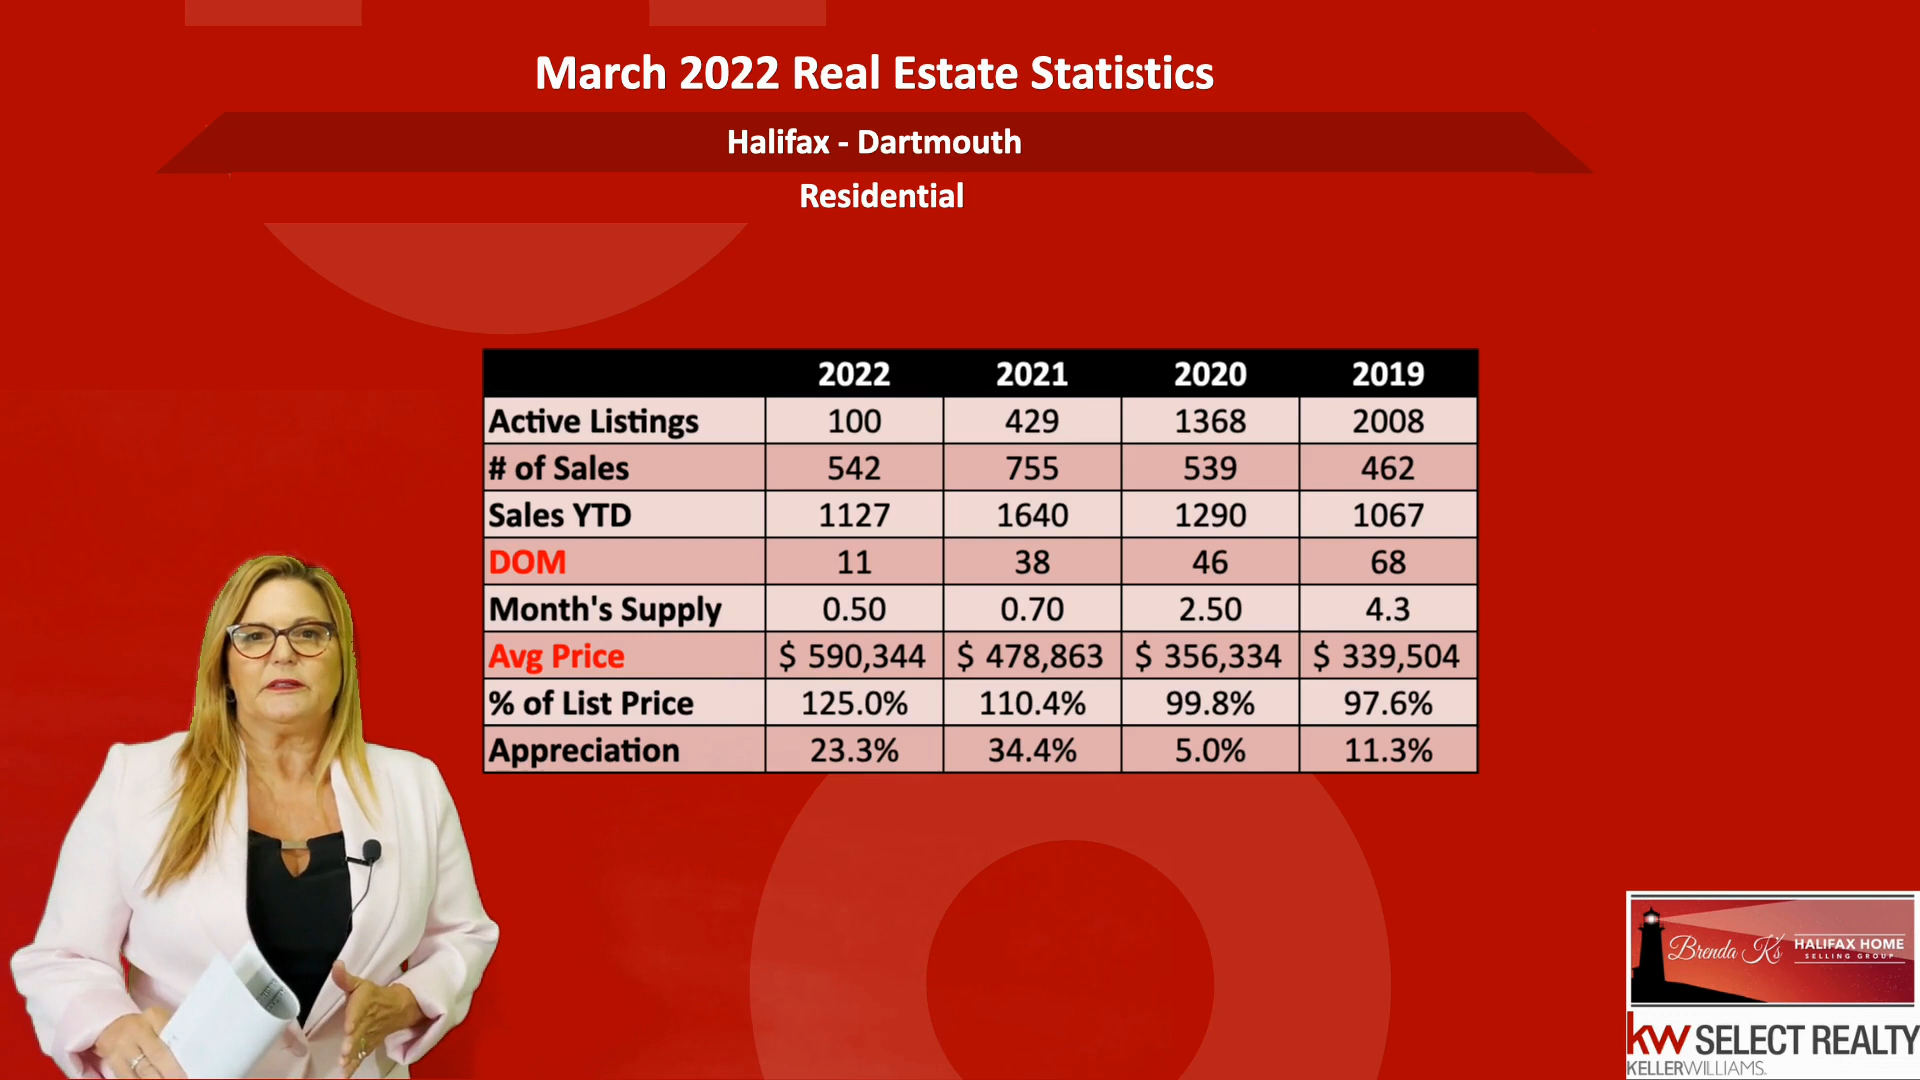 March 2022 Real Estate Statistics
Halifax - Dartmouth
Residential
2022 2021 2020 2019
Active Listings 100 429 1368 2008
# of Sales 542 755 539 462
Sales YTD 1127 1640 1290 1067
DOM 11 38 46 68
Month's Supply 0.50 0.70 2.50 4.3
Avg Price $ 590,344 $ 478,863 $ 356,334 $ 339,504
% of List Price 125.0% 110.4% 99.8% 97.6%
Appreciation 23.3% 34.4% 5.0% 11.3%
Brenda K's HALIFAX HOME
SELLING GROUP
kw SELECT REALTY
KELLERWILLIAMS.